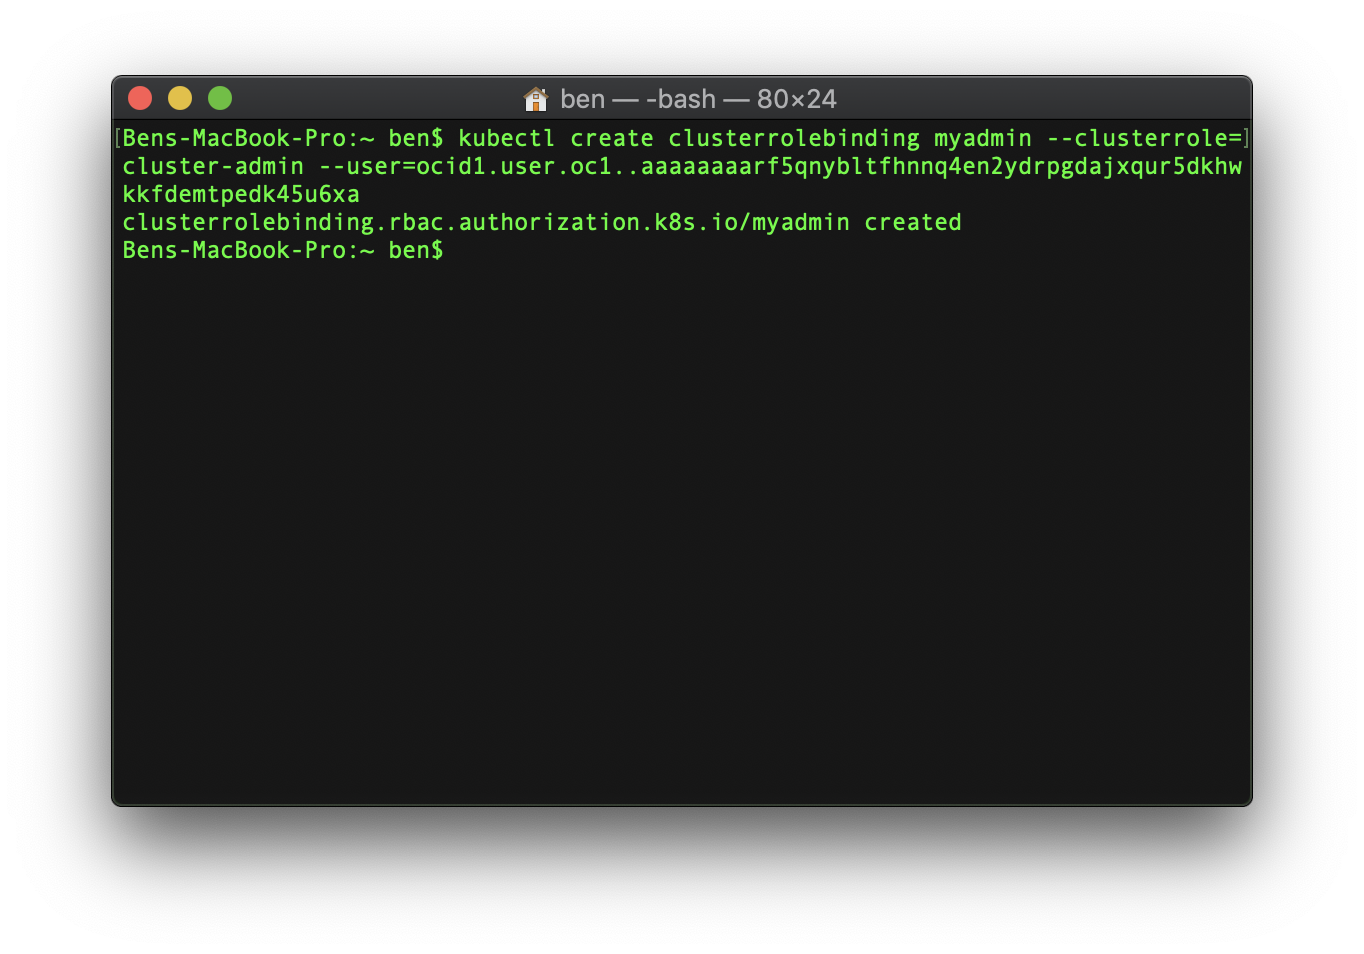 ben — -bash — 80×24
[Bens-MacBook-Pro:~ ben$ kubectl create clusterrolebinding myadmin --clusterrole=]
cluster-admin --user=ocid1.user.oc1..aaaaaaaarf5qnybltfhnnq4en2ydrpgdajxqur5dkhw
kkfdemtpedk45u6xa
clusterrolebinding.rbac.authorization.k8s.io/myadmin created
Bens-MacBook-Pro:~ ben$